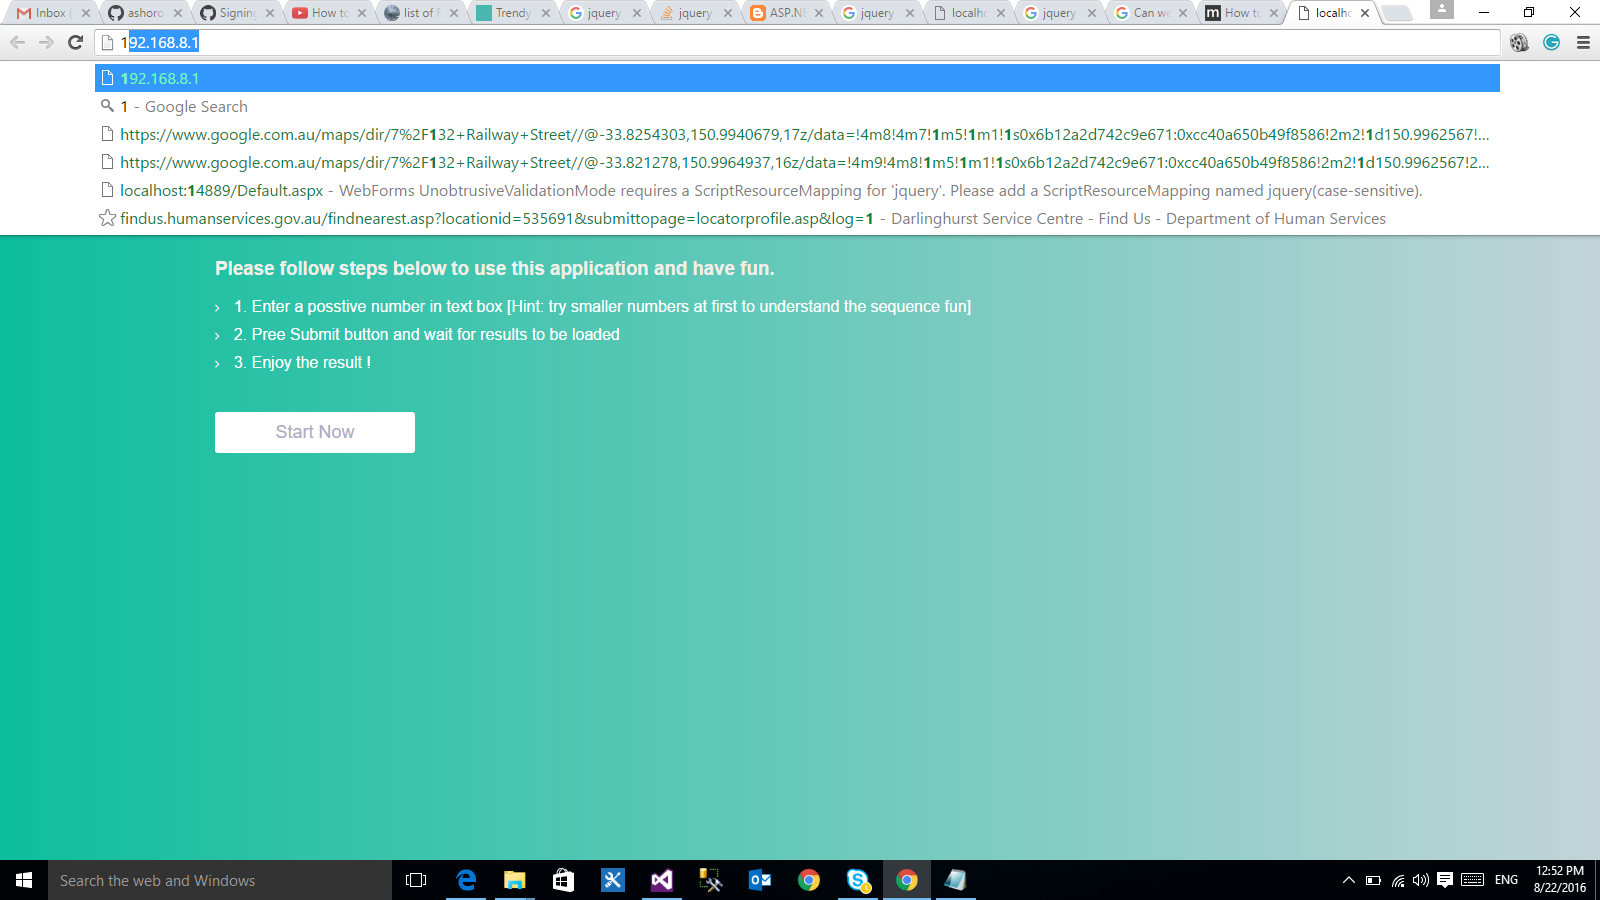 Inbox (
ashoro
Signing
How to
list of F
Trendy
jquery
jquery
ASP.NE
jquery
localho
jquery
Can we
How to
localho
192.168.8.1
192.168.8.1
1 - Google Search
https://www.google.com.au/maps/dir/7%2F132+Railway+Street//@-33.8254303,150.9940679,17z/data=!4m8!4m7!1m5!1m1!1s0x6b12a2d742c9e671:0xcc40a650b49f8586!2m2!1d150.9962567!...
https://www.google.com.au/maps/dir/7%2F132+Railway+Street//@-33.821278,150.9964937,16z/data=!4m9!4m8!1m5!1m1!1s0x6b12a2d742c9e671:0xcc40a650b49f8586!2m2!1d150.9962567!2...
localhost:14889/Default.aspx - WebForms UnobtrusiveValidationMode requires a ScriptResourceMapping for 'jquery'. Please add a ScriptResourceMapping named jquery(case-sensitive).
findus.humanservices.gov.au/findnearest.asp?locationid=535691&submittopage=locatorprofile.asp&log=1 - Darlinghurst Service Centre - Find Us - Department of Human Services
Please follow steps below to use this application and have fun.
1. Enter a posstive number in text box [Hint: try smaller numbers at first to understand the sequence fun]
2. Pree Submit button and wait for results to be loaded
3. Enjoy the result !
Start Now
Search the web and Windows
ENG
12:52 PM
8/22/2016